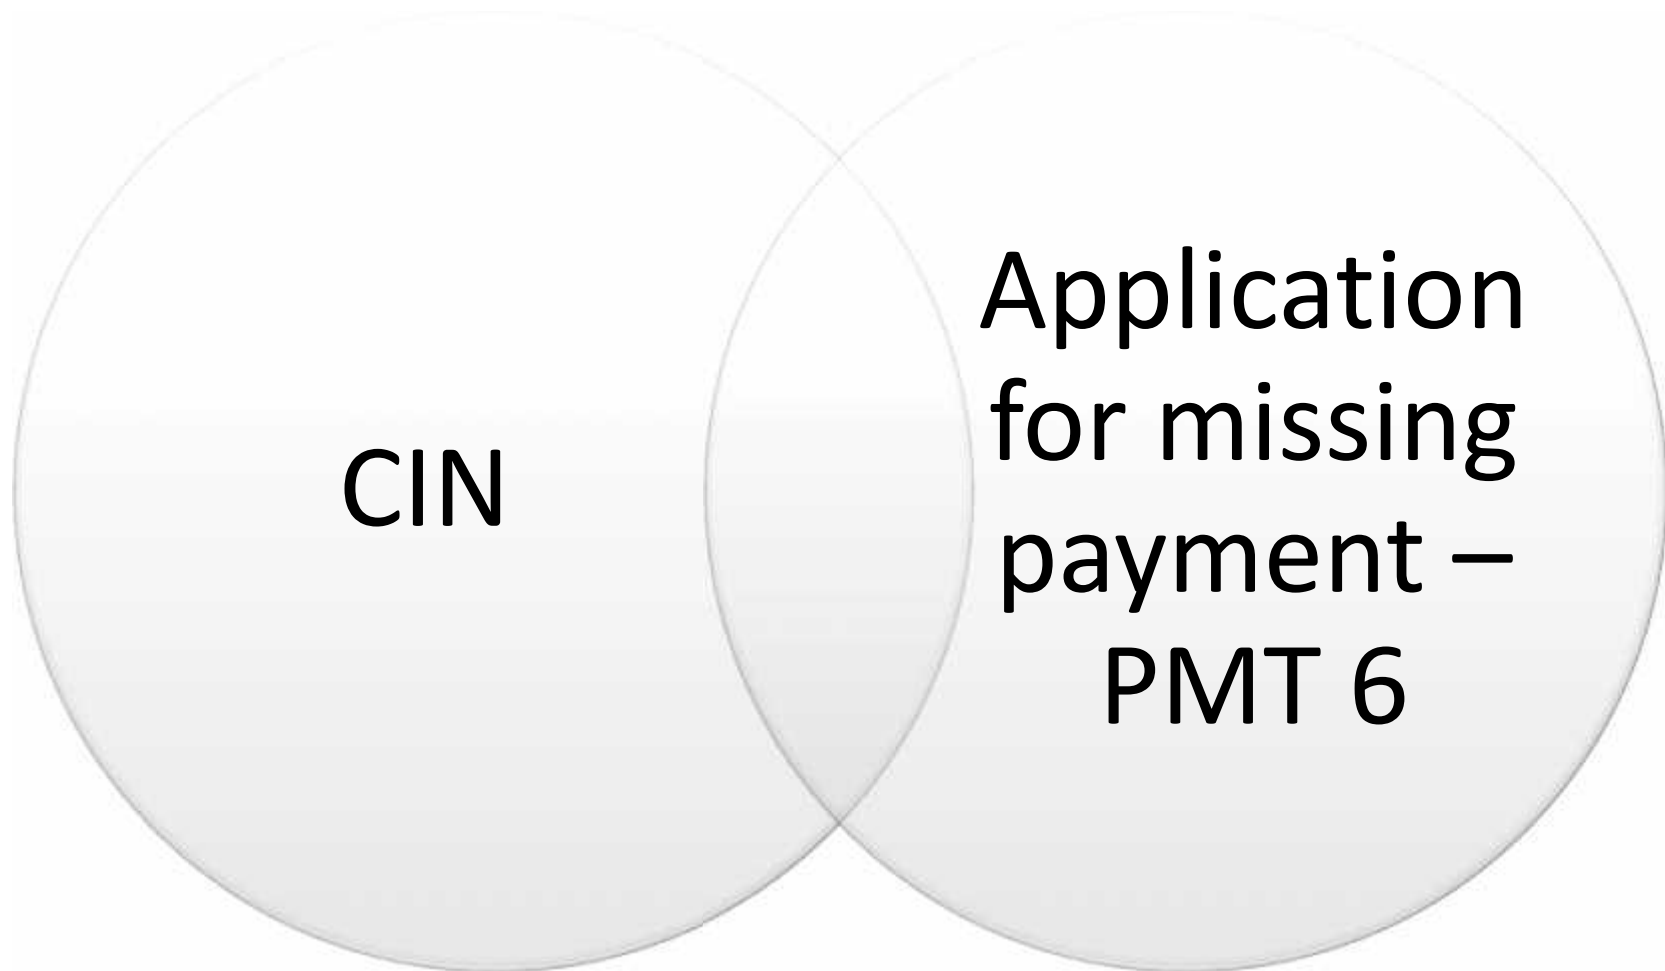 CIN
Application
for missing
payment –
PMT 6